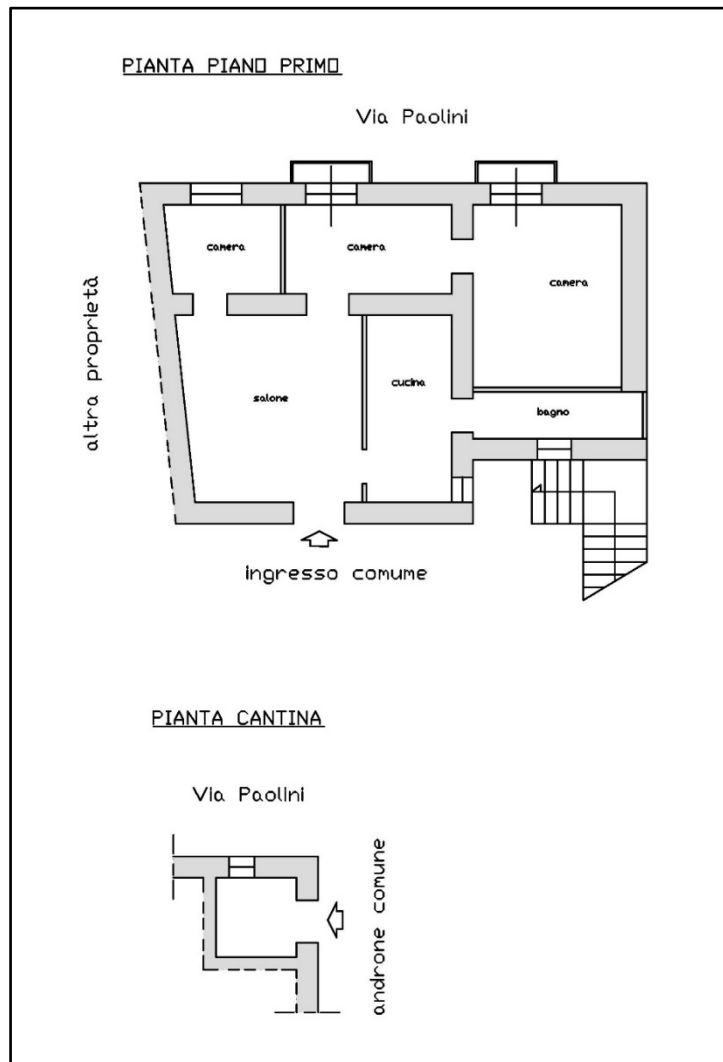 PIANTA PIANO PRIMO
Via Paolini
camera
camera
camera
altra proprietà
salone
cucina
bagno
ingresso comume
PIANTA CANTINA
Via Paolini
androne comune